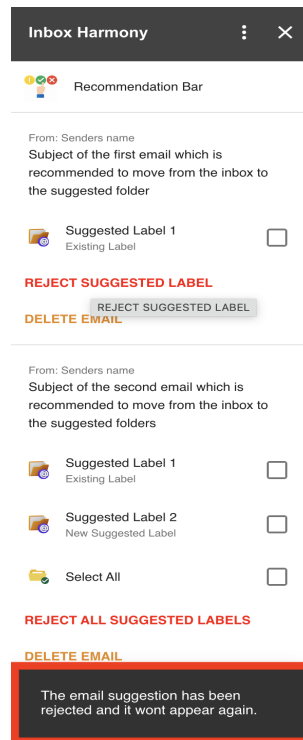 Inbox Harmony
Recommendation Bar
From: Senders name
Subject of the first email which is
recommended to move from the inbox to
the suggested folder
Suggested Label 1
Existing Label
REJECT SUGGESTED LABEL
REJECT SUGGESTED LABEL
DELETE EMAIL
From: Senders name
Subject of the second email which is
recommended to move from the inbox to
the suggested folders
Suggested Label 1
Existing Label
Suggested Label 2
New Suggested Label
Select All
REJECT ALL SUGGESTED LABELS
DELETE EMAIL
The email suggestion has been
rejected and it wont appear again.